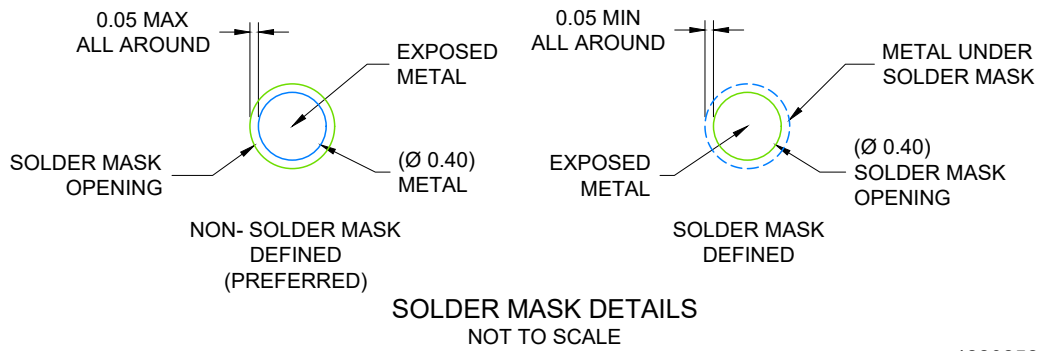 0.05 MAX
ALL AROUND
EXPOSED
METAL
SOLDER MASK
OPENING
(Ø 0.40)
METAL
NON- SOLDER MASK
DEFINED
(PREFERRED)
0.05 MIN
ALL AROUND
METAL UNDER
SOLDER MASK
EXPOSED
METAL
(Ø 0.40)
SOLDER MASK
OPENING
SOLDER MASK
DEFINED
SOLDER MASK DETAILS
NOT TO SCALE